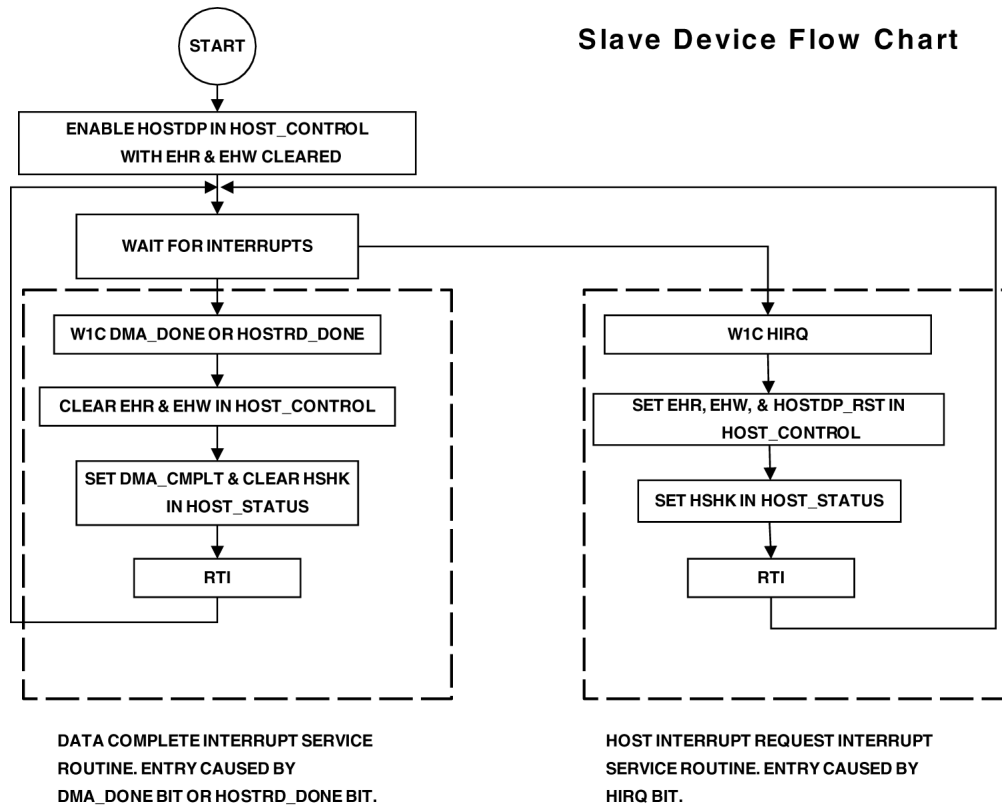 START
Slave Device Flow Chart
ENABLE HOSTDP IN HOST_CONTROL
WITH EHR & EHW CLEARED
WAIT FOR INTERRUPTS
W1C DMA_DONE OR HOSTRD_DONE
CLEAR EHR & EHW IN HOST_CONTROL
SET DMA_CMPLT & CLEAR HSHK
IN HOST_STATUS
RTI
W1C HIRQ
SET EHR, EHW, & HOSTDP_RST IN
HOST_CONTROL
SET HSHK IN HOST_STATUS
RTI
DATA COMPLETE INTERRUPT SERVICE
ROUTINE. ENTRY CAUSED BY
DMA_DONE BIT OR HOSTRD_DONE BIT.
HOST INTERRUPT REQUEST INTERRUPT
SERVICE ROUTINE. ENTRY CAUSED BY
HIRQ BIT.